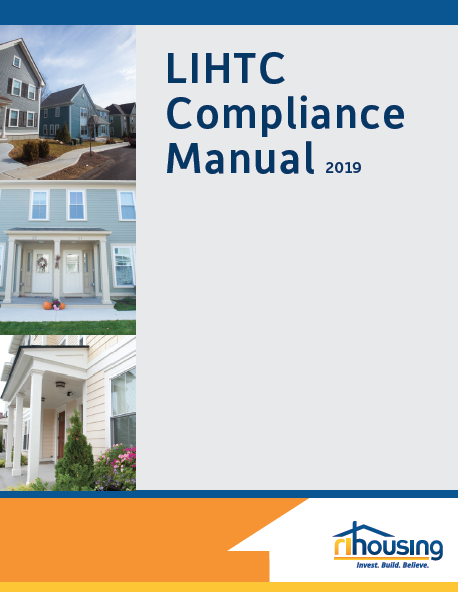 LIHTC
Compliance
Manual 2019
rihousing
Invest. Build. Believe.